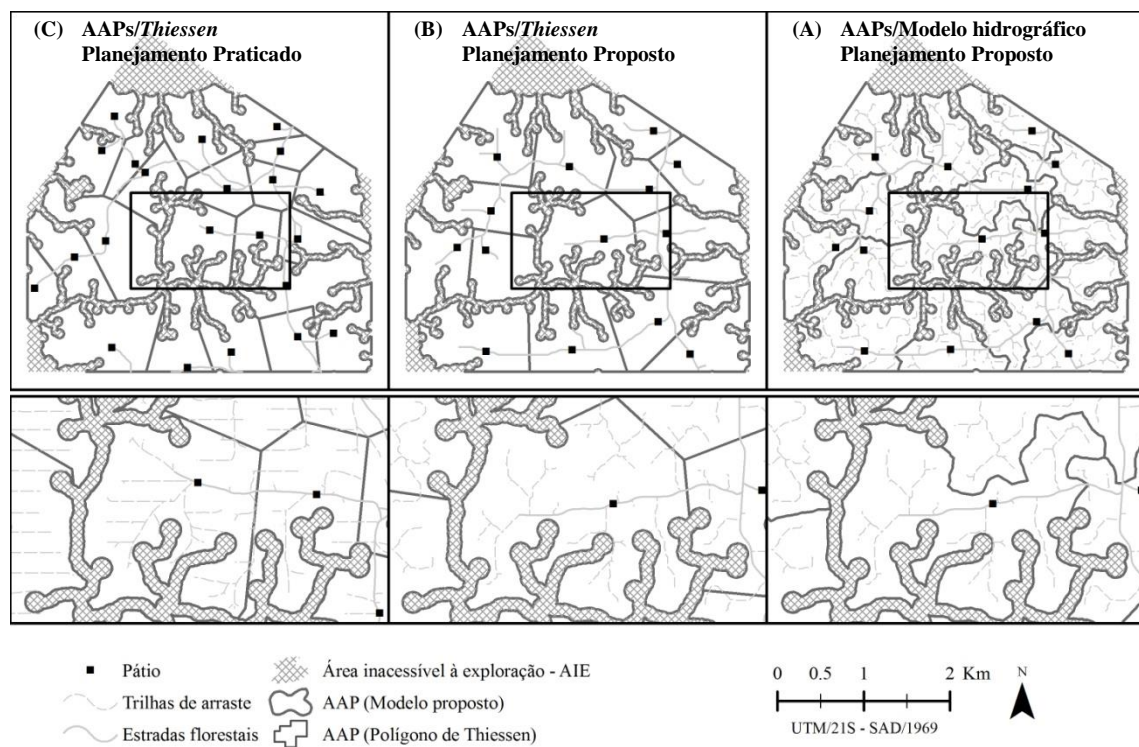 (C) AAPs/Thiessen
Planejamento Praticado
(B) AAPs/Thiessen
Planejamento Proposto
(A) AAPs/Modelo hidrográfico
Planejamento Proposto
Pátio
Trilhas de arraste
Estradas florestais
Área inacessível à exploração - AIE
AAP (Modelo proposto)
AAP (Polígono de Thiessen)
0 0.5 1 2 Km
UTM/21S - SAD/1969
N